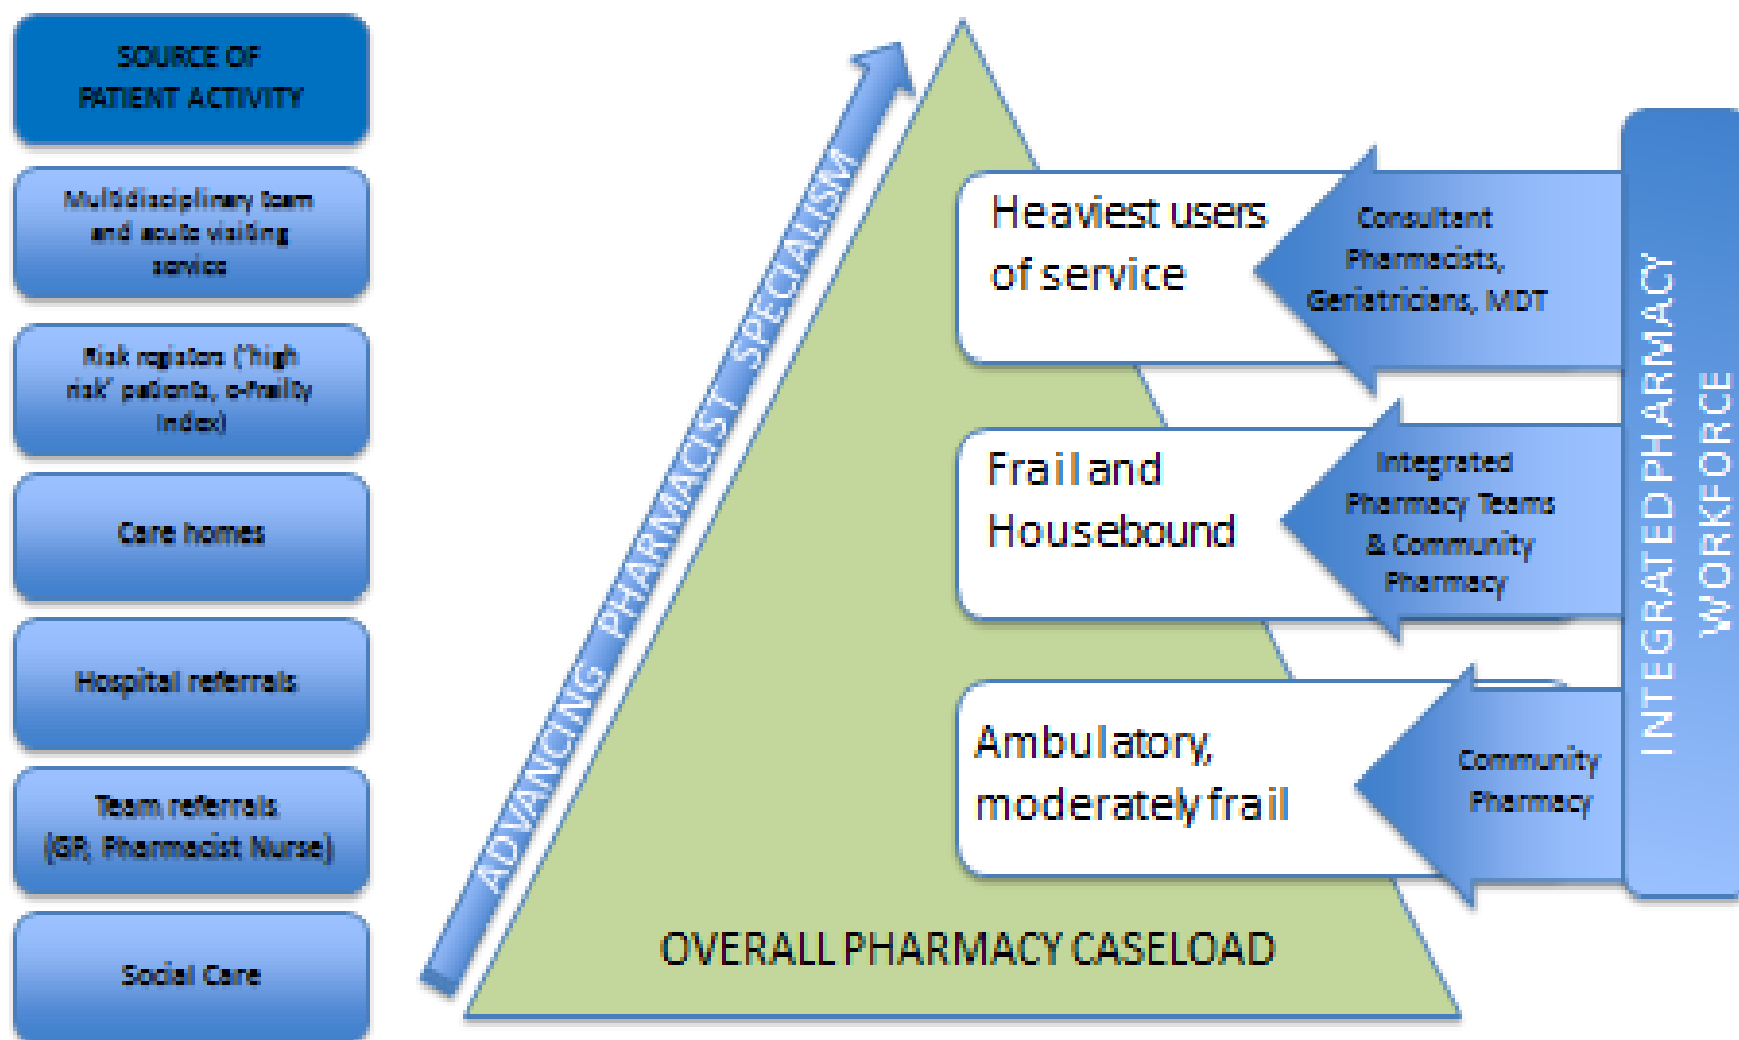 SOURCE OF
PATIENT ACTIVITY
Multidisciplinary team
and acute visiting
service
Risk registers ("high
risk" patients, e-Frailty
Index)
Care homes
Hospital referrals
Team referrals
(GP, Pharmacist Nurse)
Social Care
ADVANCING PHARMACIST SPECIALISM
Heaviest users
of service
Frail and
Housebound
Ambulatory,
moderately frail
OVERALL PHARMACY CASELOAD
Consultant
Pharmacists,
Geriatricians, MDT
Integrated
Pharmacy Teams
& Community
Pharmacy
Community
Pharmacy
INTEGRATED PHARMACY
WORKFORCE